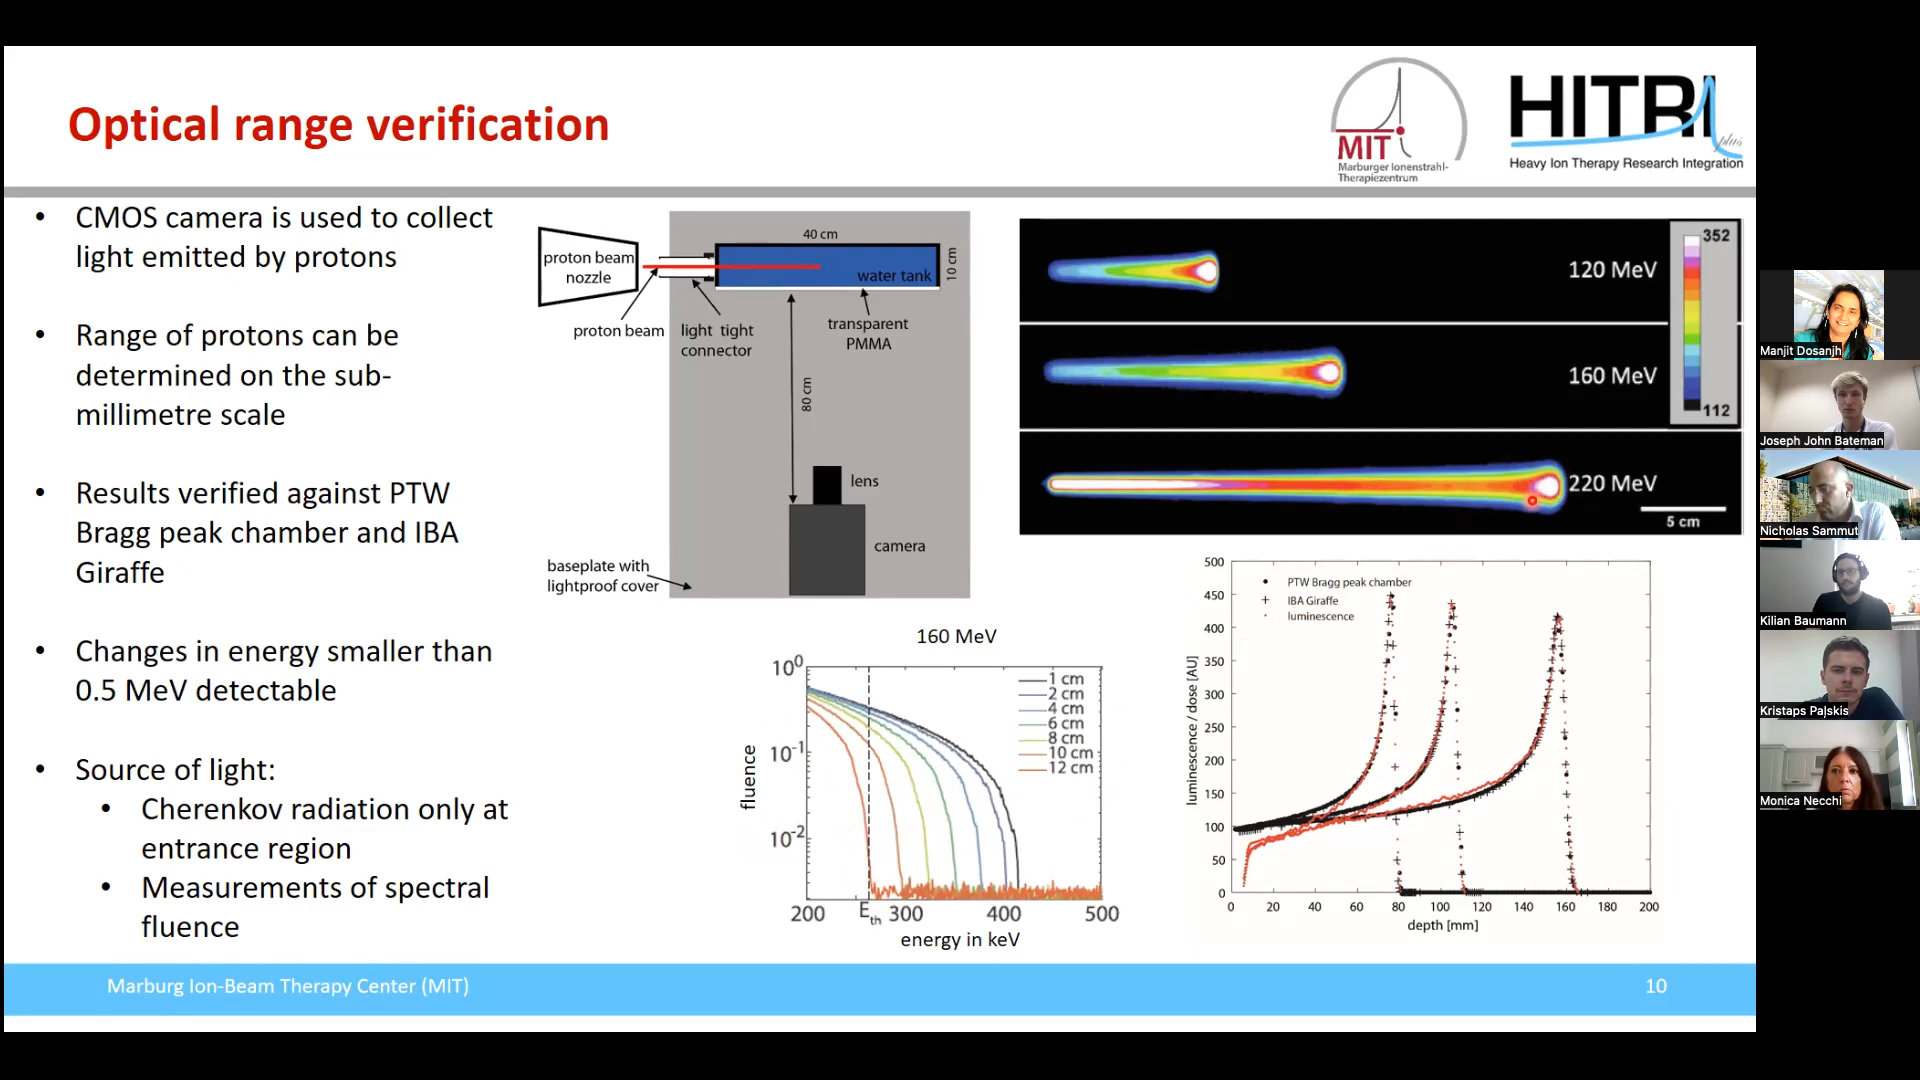 Optical range verification
MIT
Marburger Ionenstrahl-
Therapiezentrum
HITRI
plus
Heavy Ion Therapy Research Integration
• CMOS camera is used to collect
light emitted by protons
• Range of protons can be
determined on the sub-
millimetre scale
• Results verified against PTW
Bragg peak chamber and IBA
Giraffe
• Changes in energy smaller than
0.5 MeV detectable
• Source of light:
• Cherenkov radiation only at
entrance region
• Measurements of spectral
fluence
40 cm
10 cm
proton beam
nozzle
water tank
proton beam
light tight
connector
transparent
PMMA
80 cm
lens
camera
baseplate with
lightproof cover
120 MeV
160 MeV
220 MeV
352
112
5 cm
160 MeV
10⁰
10⁻¹
10⁻²
fluence
1 cm
2 cm
4 cm
6 cm
8 cm
10 cm
12 cm
200 Eth 300 400 500
energy in keV
500
450
400
350
300
250
200
150
100
50
0
luminescence / dose [AU]
PTW Bragg peak chamber
IBA Giraffe
luminescence
0 20 40 60 80 100 120 140 160 180 200
depth [mm]
Marburg Ion-Beam Therapy Center (MIT)
10
Manjit Dosanjh
Joseph John Bateman
Nicholas Sammut
Kilian Baumann
Kristaps Paļskis
Monica Necchi